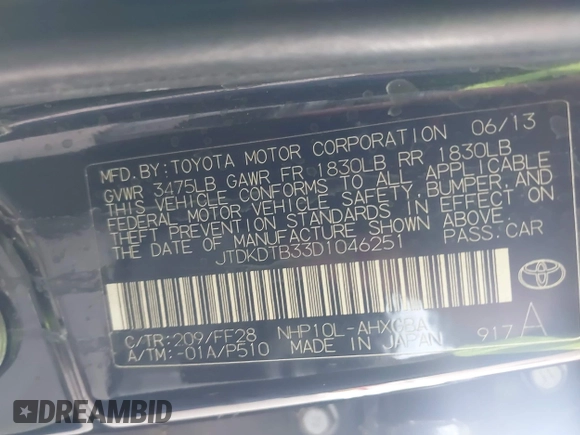 MFD. BY: TOYOTA MOTOR CORPORATION 06/13
GVWR 3475LB GAWR FR 1830LB RR 1830LB
THIS VEHICLE CONFORMS TO ALL APPLICABLE
FEDERAL MOTOR VEHICLE SAFETY, BUMPER, AND
THEFT PREVENTION STANDARDS IN EFFECT ON
THE DATE OF MANUFACTURE SHOWN ABOVE.
JTDKDTB33D1046251 PASS.CAR
C/TR:209/FF28 NHP10L-AHXGBA
A/TM:-01A/P510 MADE IN JAPAN 917 A
DREAMBID